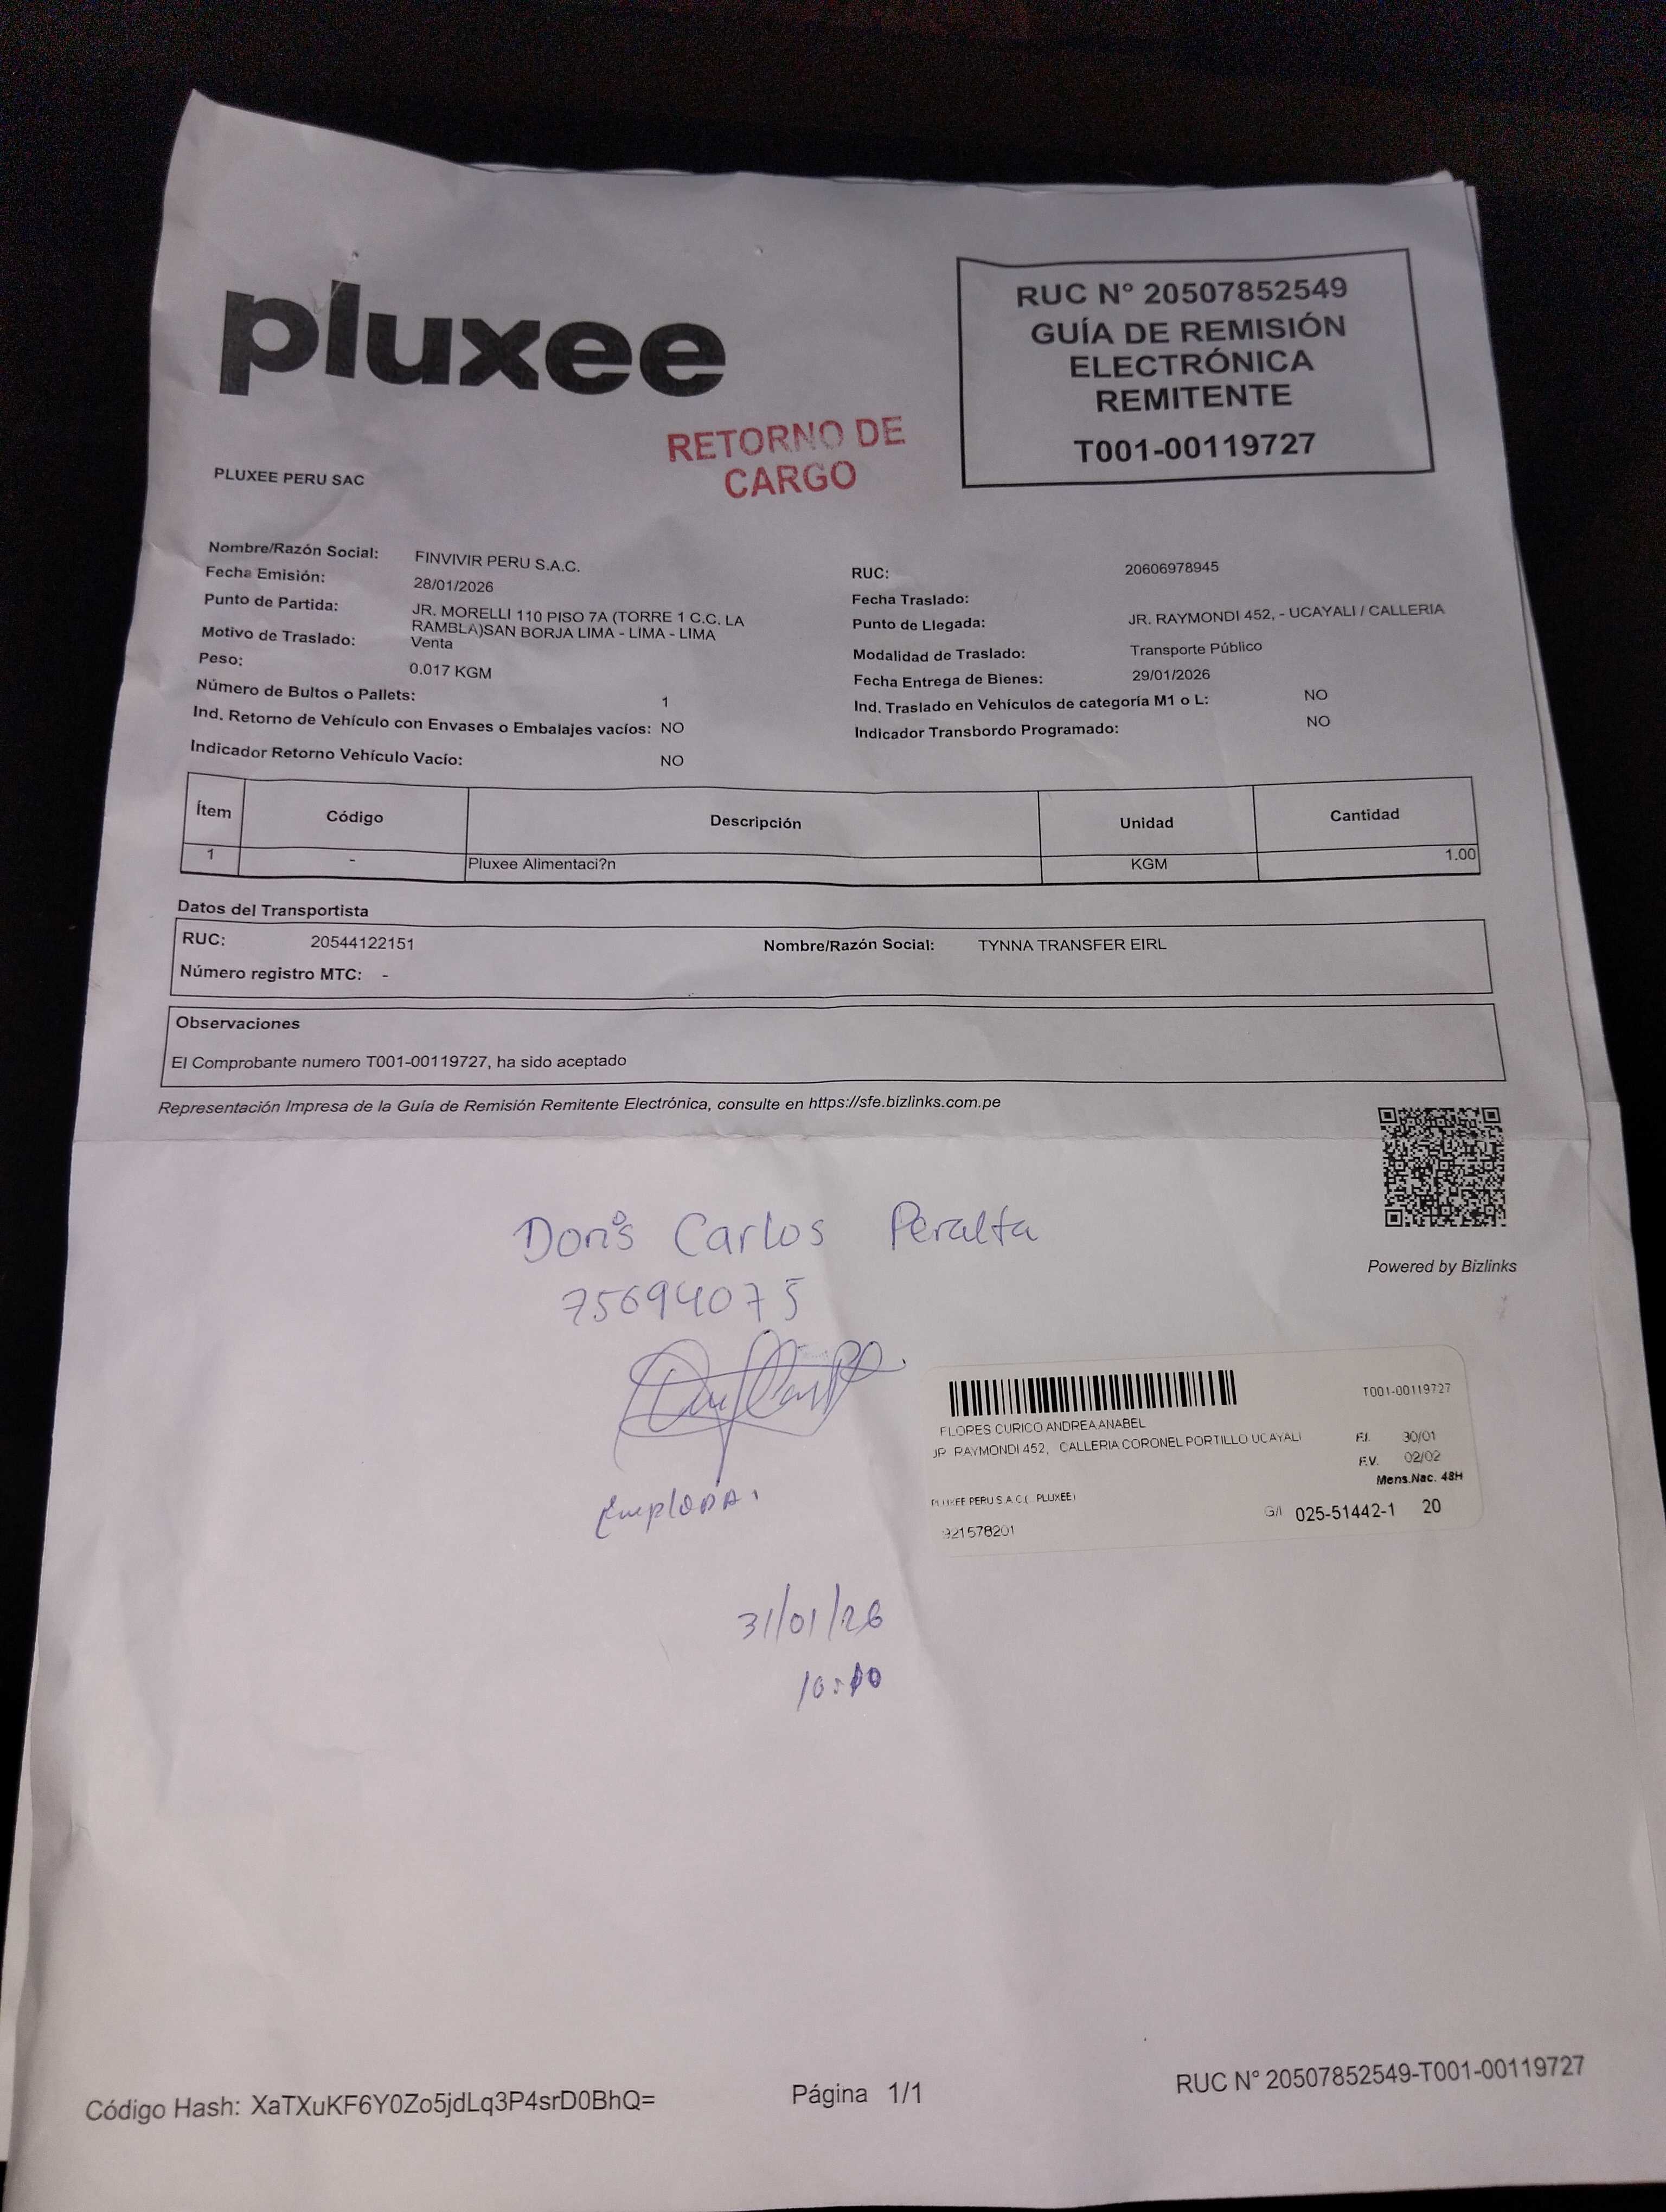 pluxee
RUC N° 20507852549
GUÍA DE REMISIÓN
ELECTRÓNICA
REMITENTE
T001-00119727
RETORNO DE
CARGO
PLUXEE PERU SAC
Nombre/Razón Social: FINVIVIR PERU S.A.C.
Fecha Emisión: 28/01/2026
Punto de Partida: JR. MORELLI 110 PISO 7A (TORRE 1 C.C. LA
RAMBLA)SAN BORJA LIMA - LIMA - LIMA
Motivo de Traslado: Venta
Peso: 0.017 KGM
Número de Bultos o Pallets: 1
Ind. Retorno de Vehículo con Envases o Embalajes vacíos: NO
Indicador Retorno Vehículo Vacío: NO
RUC: 20606978945
Fecha Traslado:
Punto de Llegada: JR. RAYMONDI 452, - UCAYALI / CALLERIA
Modalidad de Traslado: Transporte Público
Fecha Entrega de Bienes: 29/01/2026
Ind. Traslado en Vehículos de categoría M1 o L: NO
Indicador Transbordo Programado: NO
Ítem Código Descripción Unidad Cantidad
1 - Pluxee Alimentaci?n KGM 1.00
Datos del Transportista
RUC: 20544122151 Nombre/Razón Social: TYNNA TRANSFER EIRL
Número registro MTC: -
Observaciones
El Comprobante numero T001-00119727, ha sido aceptado
Representación Impresa de la Guía de Remisión Remitente Electrónica, consulte en https://sfe.bizlinks.com.pe
Powered by Bizlinks
Doris Carlos Peralta
75694075
31/01/26
10:10
T001-00119727
FLORES CURICO ANDREA ANABEL
JR RAYMONDI 452, CALLERIA CORONEL PORTILLO UCAYALI
F.I. 30/01
F.V. 02/02
Mens.Nac. 48H
PLUXEE PERU S.A.C.( PLUXEE)
G/I 025-51442-1 20
921578201
Código Hash: XaTXuKF6Y0Zo5jdLq3P4srD0BhQ=
Página 1/1
RUC N° 20507852549-T001-00119727